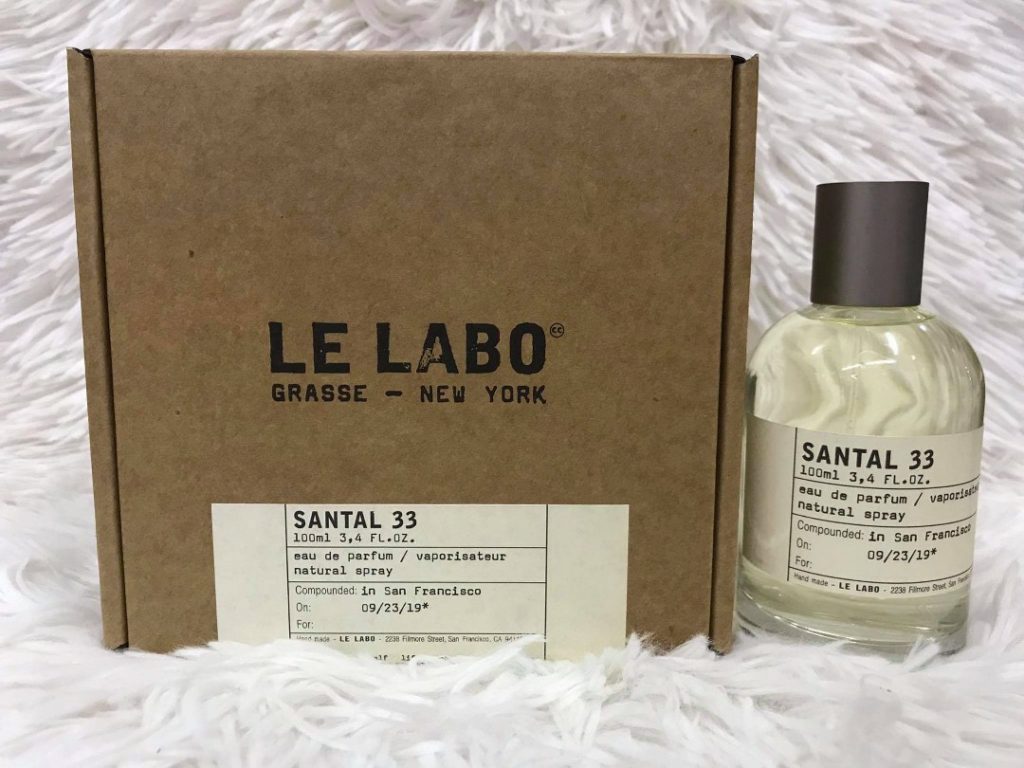 LE LABO
GRASSE – NEW YORK
SANTAL 33
100ml 3,4 FL.OZ.
eau de parfum / vaporisateur
natural spray
Compounded: in San Francisco
On: 09/23/19*
For:
Hand made - LE LABO - 2238 Fillmore Street, San Francisco, CA
SANTAL 33
100ml 3,4 FL.OZ.
eau de parfum /
natural spray
Compounded: in San Francisco
On: 09/23/19*
For:
Hand made - LE LABO - 2238 Fillmore Street, San